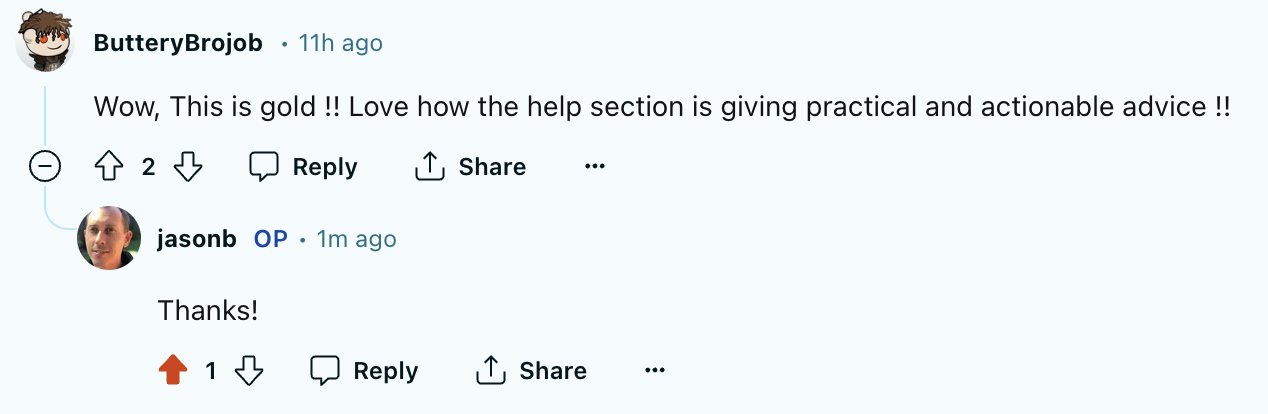 ButteryBrojob • 11h ago
Wow, This is gold !! Love how the help section is giving practical and actionable advice !!
2 Reply Share ...
jasonb OP • 1m ago
Thanks!
1 Reply Share ...